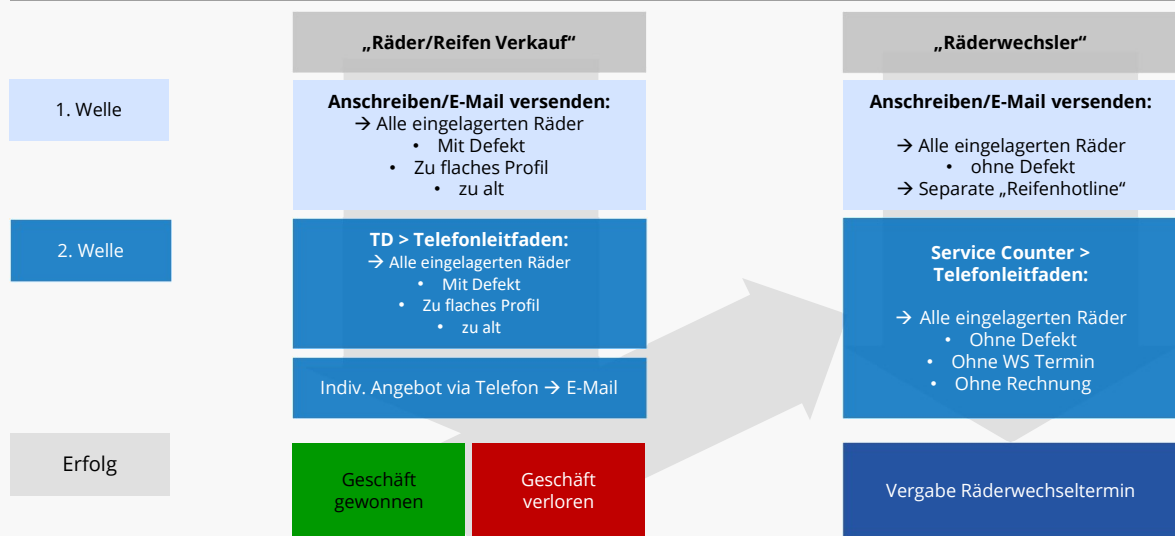 „Räder/Reifen Verkauf“
„Räderwechsler“
1. Welle
Anschreiben/E-Mail versenden:
→ Alle eingelagerten Räder
• Mit Defekt
• Zu flaches Profil
• zu alt
Anschreiben/E-Mail versenden:
→ Alle eingelagerten Räder
• ohne Defekt
→ Separate „Reifenhotline“
2. Welle
TD > Telefonleitfaden:
→ Alle eingelagerten Räder
• Mit Defekt
• Zu flaches Profil
• zu alt
Indiv. Angebot via Telefon → E-Mail
Service Counter >
Telefonleitfaden:
→ Alle eingelagerten Räder
• Ohne Defekt
• Ohne WS Termin
• Ohne Rechnung
Erfolg
Geschäft
gewonnen
Geschäft
verloren
Vergabe Räderwechseltermin